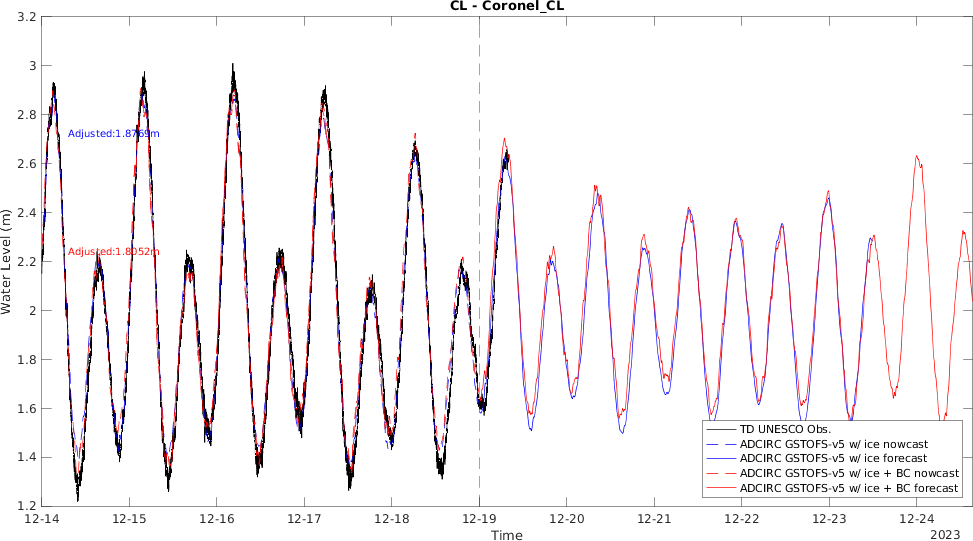 CL - Coronel_CL
3.2
3
2.8
2.6
2.4
2.2
2
1.8
1.6
1.4
1.2
Water Level (m)
Adjusted:1.8769m
Adjusted:1.8052m
TD UNESCO Obs.
ADCIRC GSTOFS-v5 w/ ice nowcast
ADCIRC GSTOFS-v5 w/ ice forecast
ADCIRC GSTOFS-v5 w/ ice + BC nowcast
ADCIRC GSTOFS-v5 w/ ice + BC forecast
12-14 12-15 12-16 12-17 12-18 12-19 12-20 12-21 12-22 12-23 12-24
Time
2023